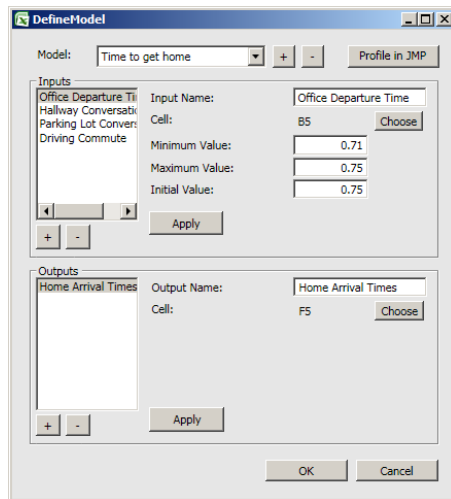 DefineModel
Model: Time to get home + - Profile in JMP
Inputs
Office Departure Ti
Hallway Conversati
Parking Lot Convers
Driving Commute
Input Name: Office Departure Time
Cell: B5 Choose
Minimum Value: 0.71
Maximum Value: 0.75
Initial Value: 0.75
Apply
+ -
Outputs
Home Arrival Times
Output Name: Home Arrival Times
Cell: F5 Choose
Apply
+ -
OK Cancel